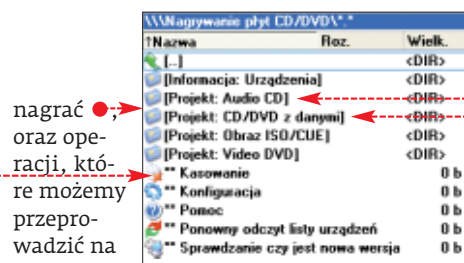 nagrać ,
oraz ope-
racji, któ-
re możemy
przepro-
wadzić na
\\\Nagrywanie płyt CD/DVD\*.*
↑Nazwa Roz. Wielk.
[..] <DIR>
[Informacja: Urządzenia] <DIR>
[Projekt: Audio CD] <DIR>
[Projekt: CD/DVD z danymi] <DIR>
[Projekt: Obraz ISO/CUE] <DIR>
[Projekt: Video DVD] <DIR>
** Kasowanie 0 b
** Konfiguracja 0 b
** Pomoc 0 b
** Ponowny odczyt listy urządzeń 0 b
** Sprawdzanie czy jest nowa wersja 0 b